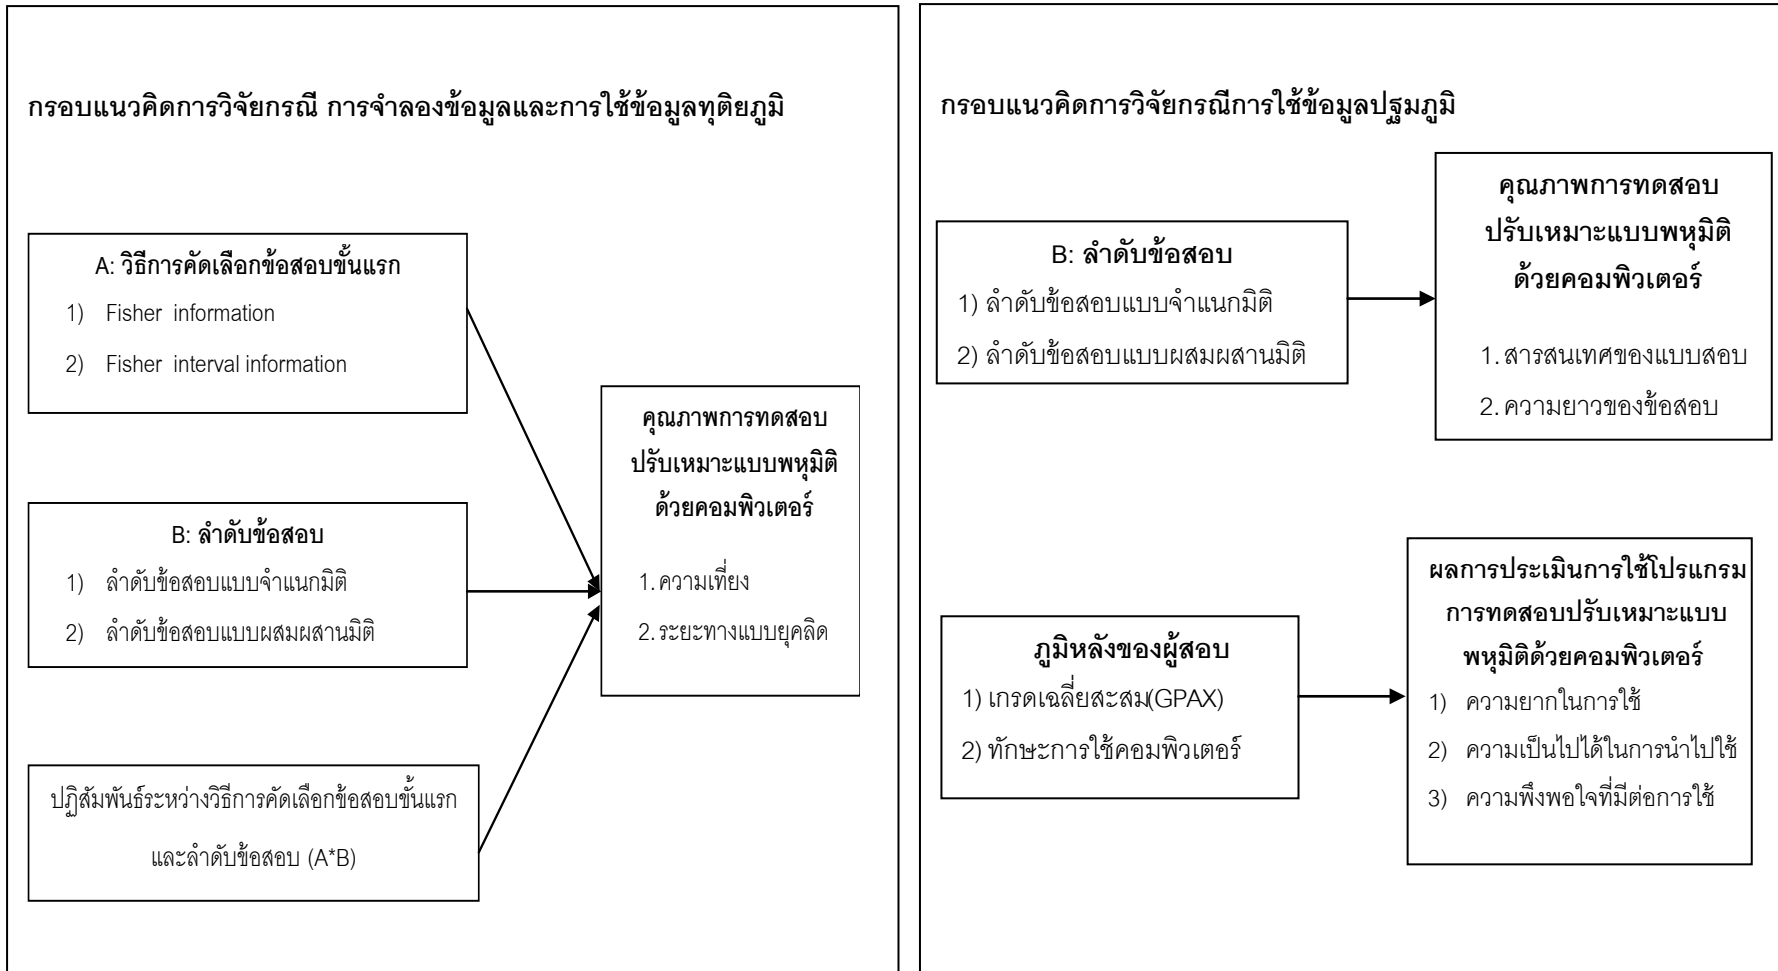 กรอบแนวคิดการวิจัยกรณี การจำลองข้อมูลและการใช้ข้อมูลทุติยภูมิ
A: วิธีการคัดเลือกข้อสอบขั้นแรก
1) Fisher information
2) Fisher interval information
B: ลำดับข้อสอบ
1) ลำดับข้อสอบแบบจำแนกมิติ
2) ลำดับข้อสอบแบบผสมผสานมิติ
ปฏิสัมพันธ์ระหว่างวิธีการคัดเลือกข้อสอบขั้นแรก
และลำดับข้อสอบ (A*B)
คุณภาพการทดสอบ
ปรับเหมาะแบบพหุมิติ
ด้วยคอมพิวเตอร์
1. ความเที่ยง
2. ระยะทางแบบยุคลิด
กรอบแนวคิดการวิจัยกรณีการใช้ข้อมูลปฐมภูมิ
B: ลำดับข้อสอบ
1) ลำดับข้อสอบแบบจำแนกมิติ
2) ลำดับข้อสอบแบบผสมผสานมิติ
คุณภาพการทดสอบ
ปรับเหมาะแบบพหุมิติ
ด้วยคอมพิวเตอร์
1. สารสนเทศของแบบสอบ
2. ความยาวของข้อสอบ
ภูมิหลังของผู้สอบ
1) เกรดเฉลี่ยสะสม(GPAX)
2) ทักษะการใช้คอมพิวเตอร์
ผลการประเมินการใช้โปรแกรม
การทดสอบปรับเหมาะแบบ
พหุมิติด้วยคอมพิวเตอร์
1) ความยากในการใช้
2) ความเป็นไปได้ในการนำไปใช้
3) ความพึงพอใจที่มีต่อการใช้